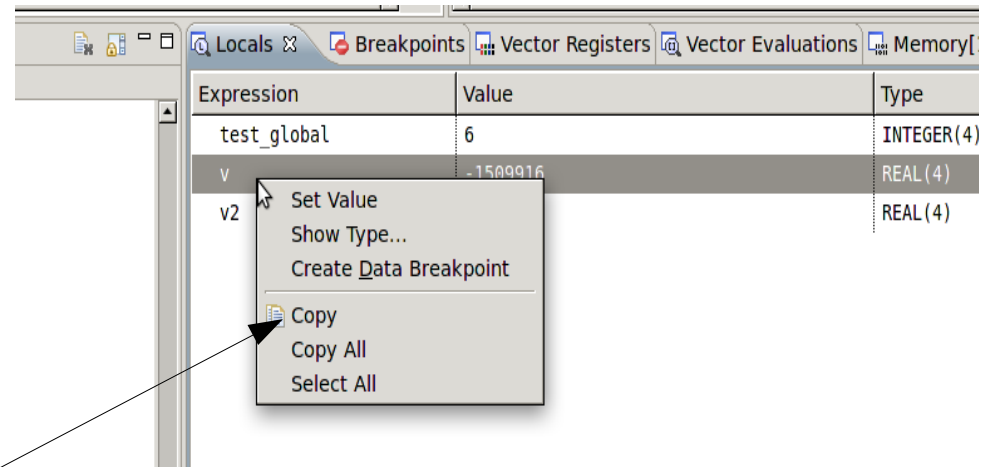 Locals Breakpoints Vector Registers Vector Evaluations Memory[
Expression Value Type
test_global 6 INTEGER(4)
v -1509916 REAL(4)
v2 REAL(4)
Set Value
Show Type...
Create Data Breakpoint
Copy
Copy All
Select All